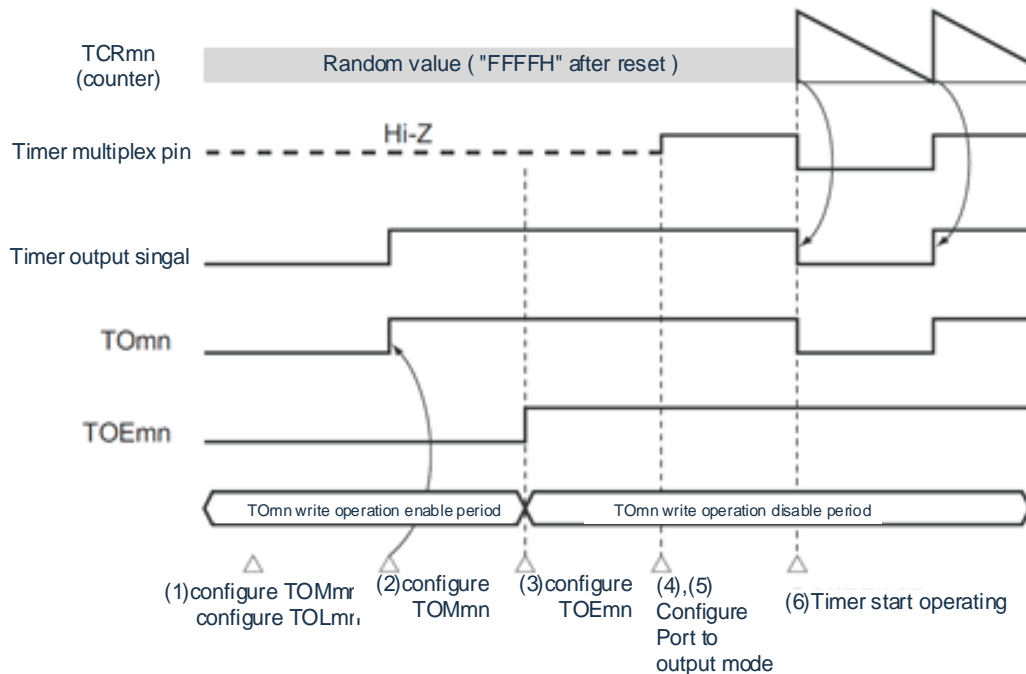 TCRmn
(counter)
Random value ( "FFFFH" after reset )
Hi-Z
Timer multiplex pin
Timer output singal
TOmn
TOEmn
TOmn write operation enable period
TOmn write operation disable period
(1)configure TOMmn
configure TOLmn
(2)configure
TOMmn
(3)configure
TOEmn
(4),(5)
Configure
Port to
output mode
(6)Timer start operating